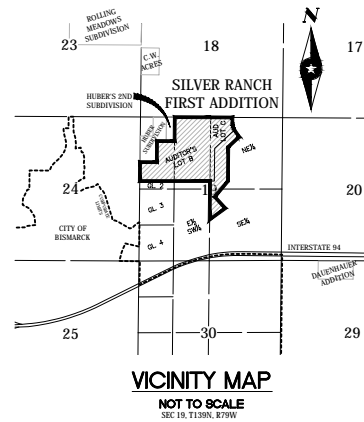 ROLLING
MEADOWS
SUBDIVISION
N
23
18
17
C.W.
ACRES
SILVER RANCH
FIRST ADDITION
HUBER'S 2ND
SUBDIVISION
HUBER
SUBDIVISION
AUD
LOT C
AUDITOR'S
LOT B
NE¼
24
GL 2
20
CORPORATE
LIMITS
GL 3
CITY OF
BISMARCK
E½
SW¼
SE¼
GL 4
INTERSTATE 94
DAUENHAUER
ADDITION
25
30
29
VICINITY MAP
NOT TO SCALE
SEC 19, T139N, R79W